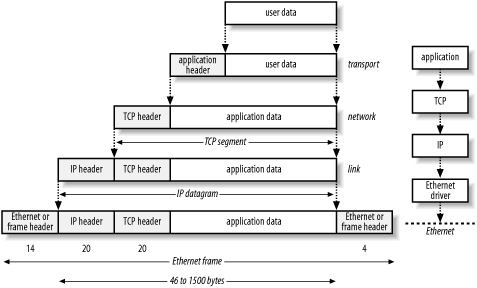 user data
application header
user data
transport
application
TCP header
application data
network
TCP
TCP segment
IP header
TCP header
application data
link
IP
IP datagram
Ethernet driver
Ethernet or frame header
IP header
TCP header
application data
Ethernet or frame header
Ethernet
14
20
20
4
Ethernet frame
46 to 1500 bytes